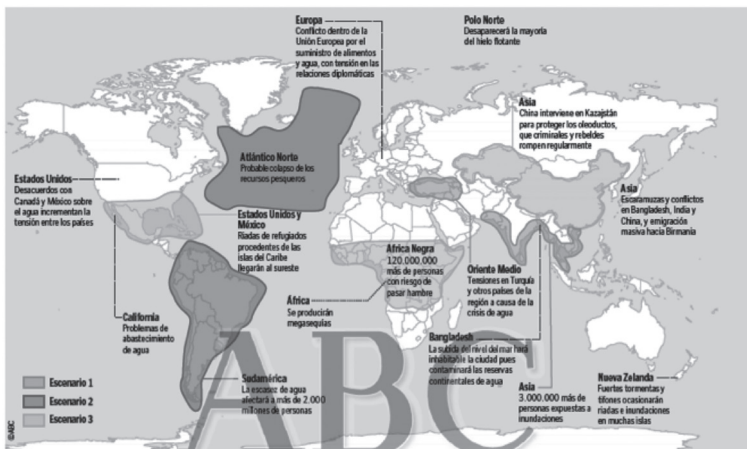 Europa
Conflicto dentro de la
Unión Europea por el
suministro de alimentos
y agua, con tensión en las
relaciones diplomáticas
Polo Norte
Desaparecerá la mayoría
del hielo flotante
Asia
China interviene en Kazajstán
para proteger los oleoductos,
que criminales y rebeldes
rompen regularmente
Atlántico Norte
Probable colapso de los
recursos pesqueros
Estados Unidos
Desacuerdos con
Canadá y México sobre
el agua incrementan la
tensión entre los países
Asia
Escaramuzas y conflictos
en Bangladesh, India y
China, y emigración
masiva hacia Birmania
Estados Unidos y
México
Riadas de refugiados
procedentes de las
islas del Caribe
llegarán al sureste
Africa Negra
120.000.000
más de personas
con riesgo de
pasar hambre
Oriente Medio
Tensiones en Turquía
y otros países de la
región a causa de la
crisis de agua
África
Se producirán
megasequías
California
Problemas de
abastecimiento
de agua
Bangladesh
La subida del nivel del mar hará
inhabitable la ciudad pues
contaminará las reservas
continentales de agua
Sudamérica
La escasez de agua
afectará a más de 2.000
millones de personas
Asia
3.000.000 más de
personas expuestas a
inundaciones
Nueva Zelanda
Fuertes tormentas y
tifones ocasionarán
riadas e inundaciones
en muchas islas
Escenario 1
Escenario 2
Escenario 3
©ABC
ABC